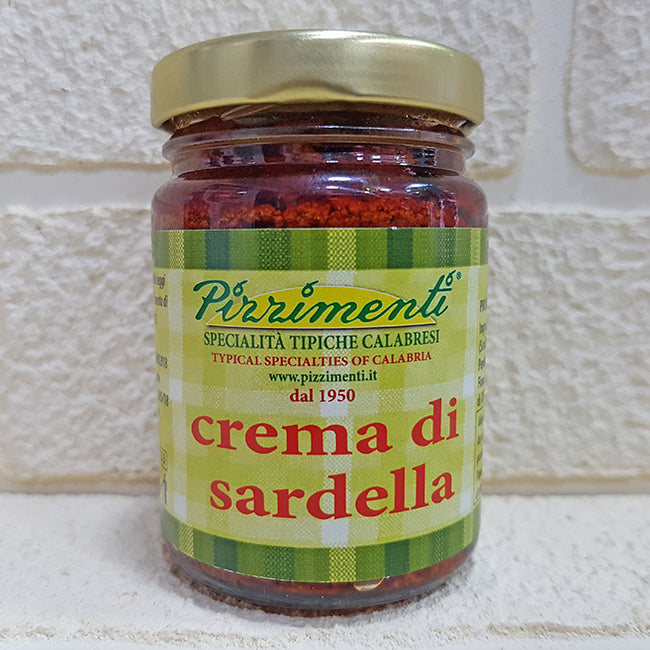 Pizzimenti®
SPECIALITÀ TIPICHE CALABRESI
TYPICAL SPECIALTIES OF CALABRIA
www.pizzimenti.it
dal 1950
crema di
sardella